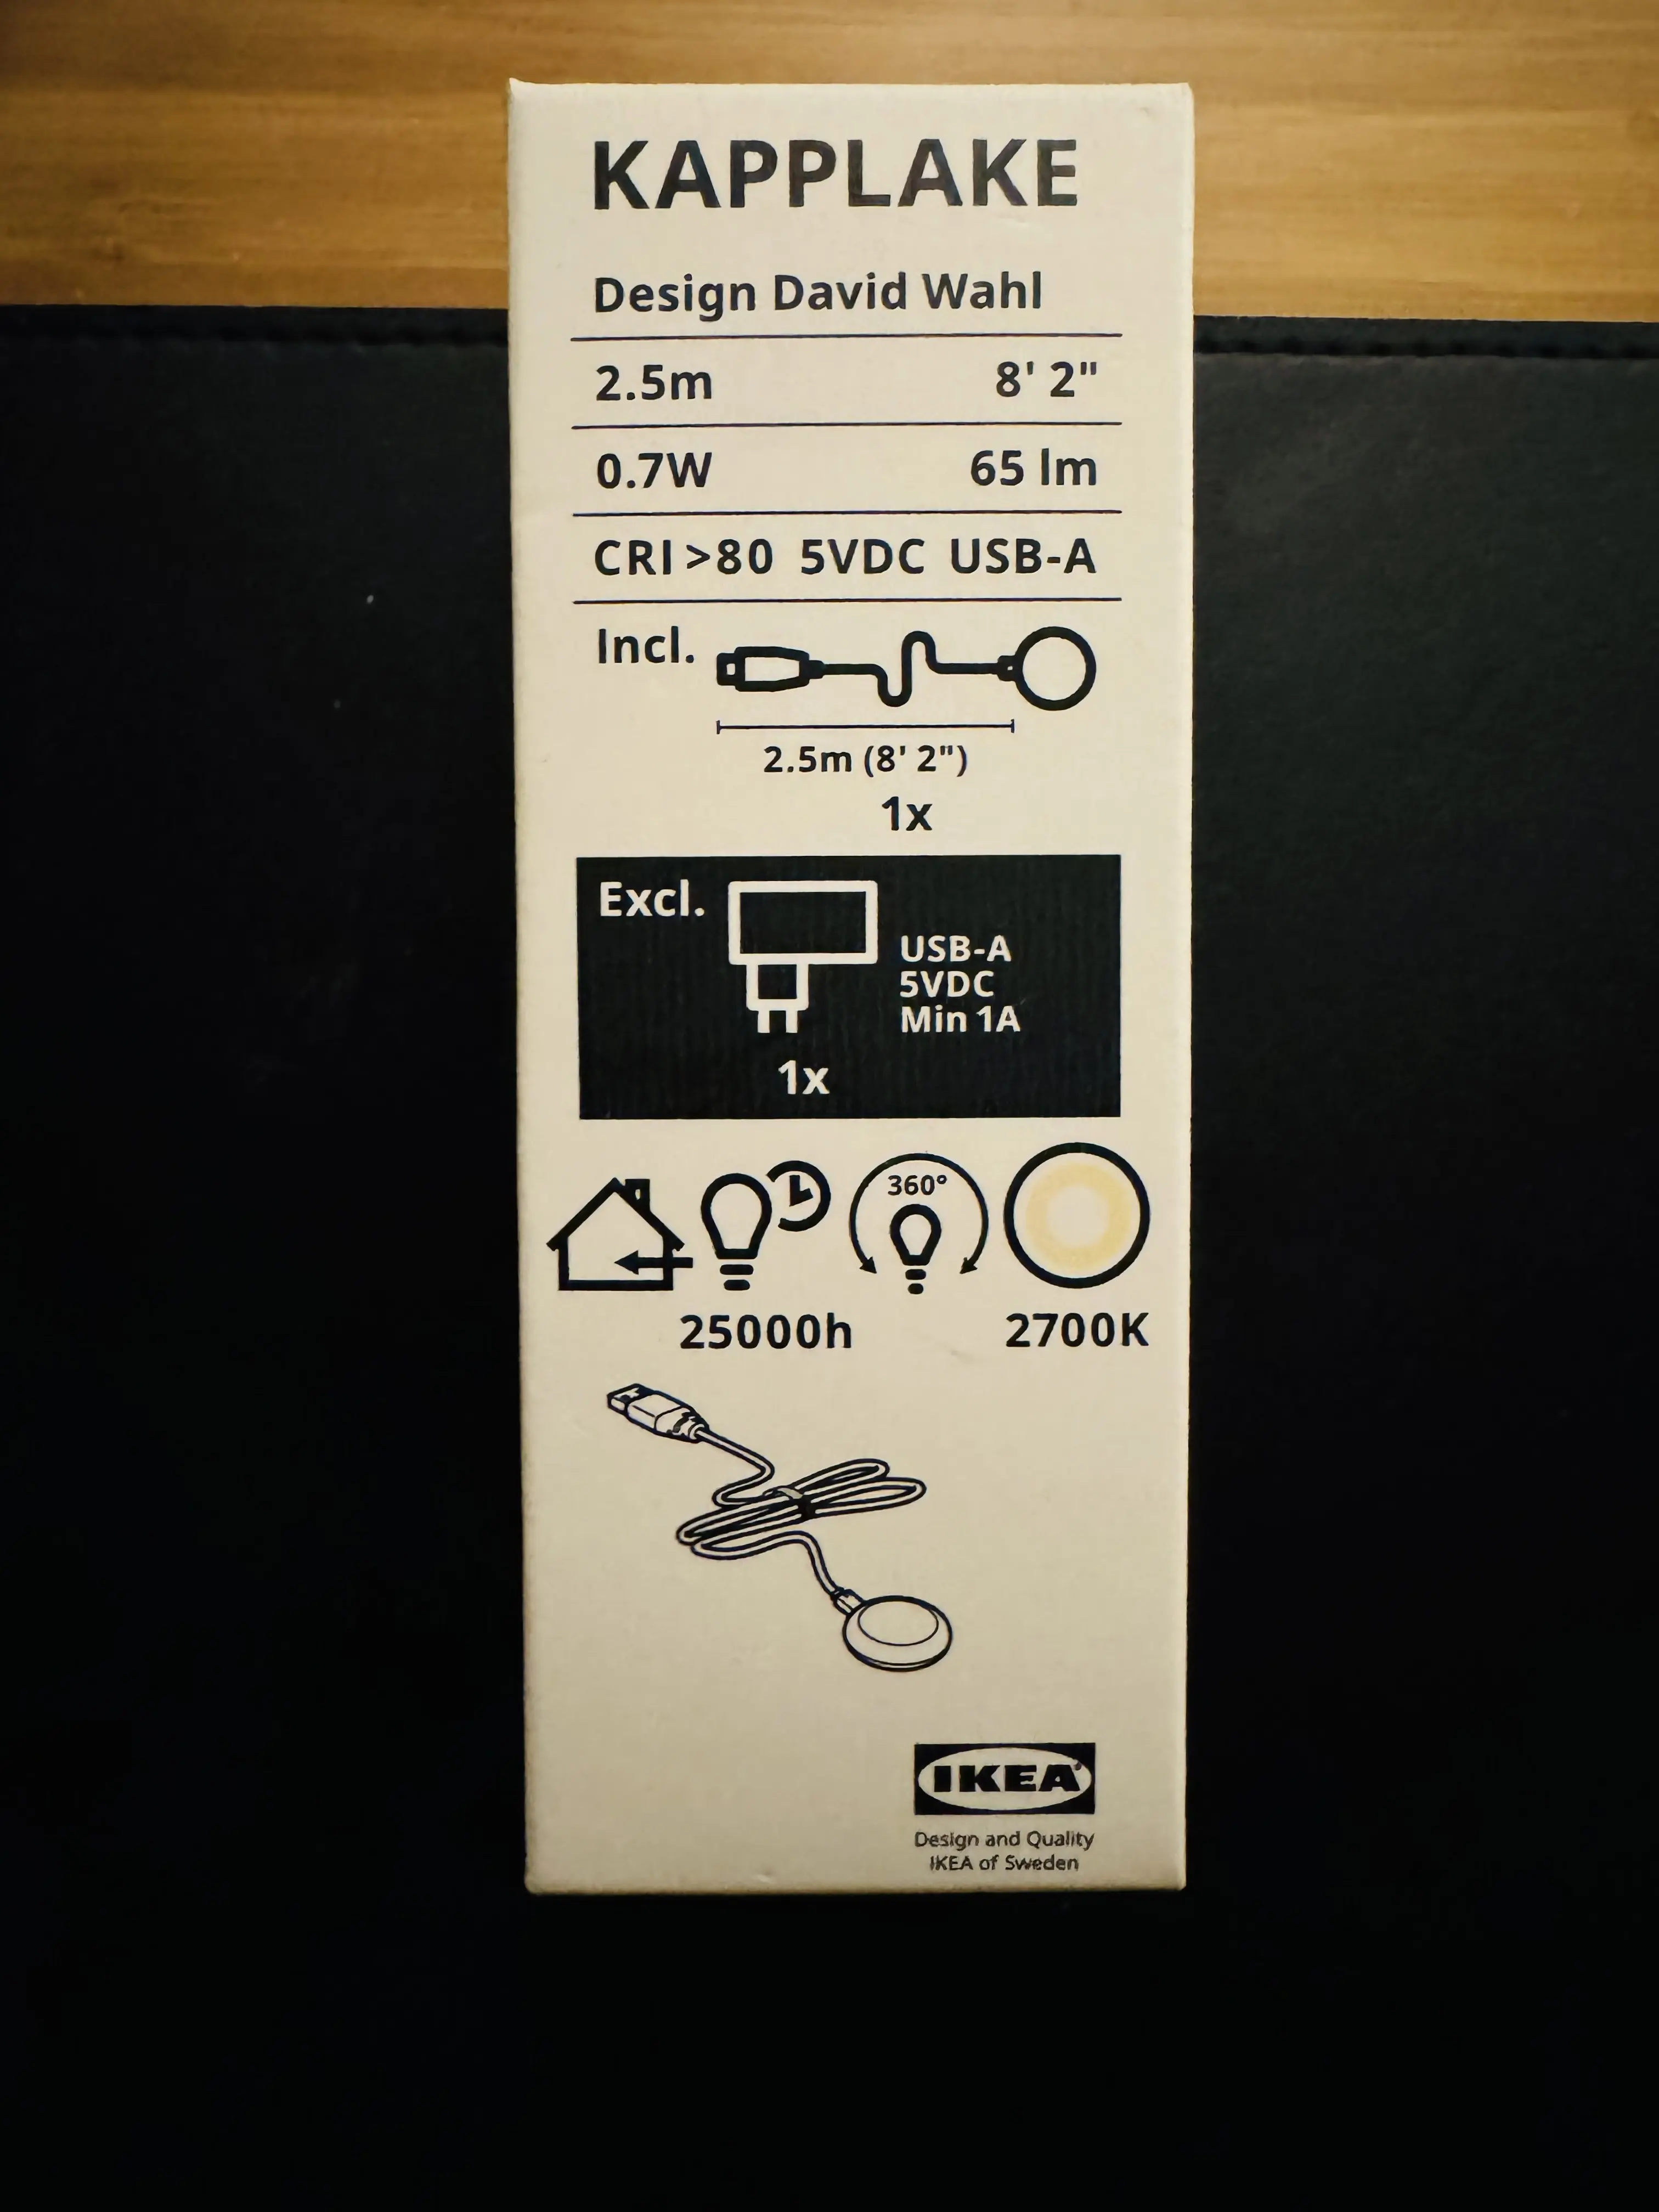 KAPPLAKE
Design David Wahl
2.5m 8' 2"
0.7W 65 lm
CRI >80 5VDC USB-A
Incl.
2.5m (8' 2")
1x
Excl.
USB-A
5VDC
Min 1A
1x
360°
25000h 2700K
IKEA®
Design and Quality
IKEA of Sweden